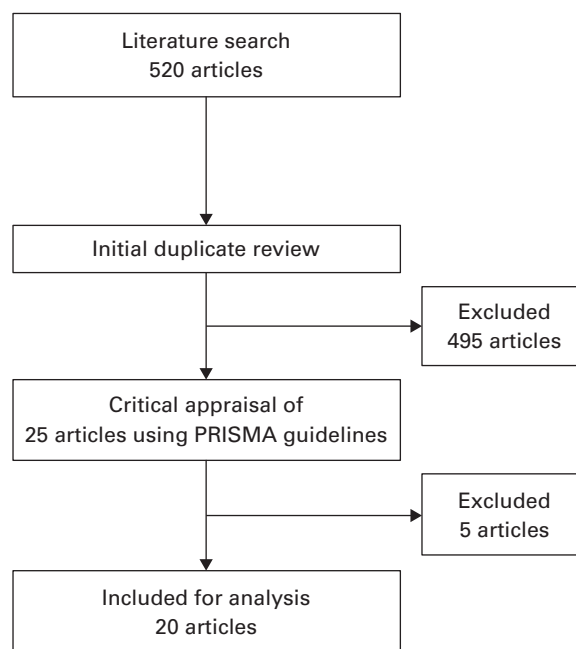 Literature search
520 articles
Initial duplicate review
Excluded
495 articles
Critical appraisal of
25 articles using PRISMA guidelines
Excluded
5 articles
Included for analysis
20 articles